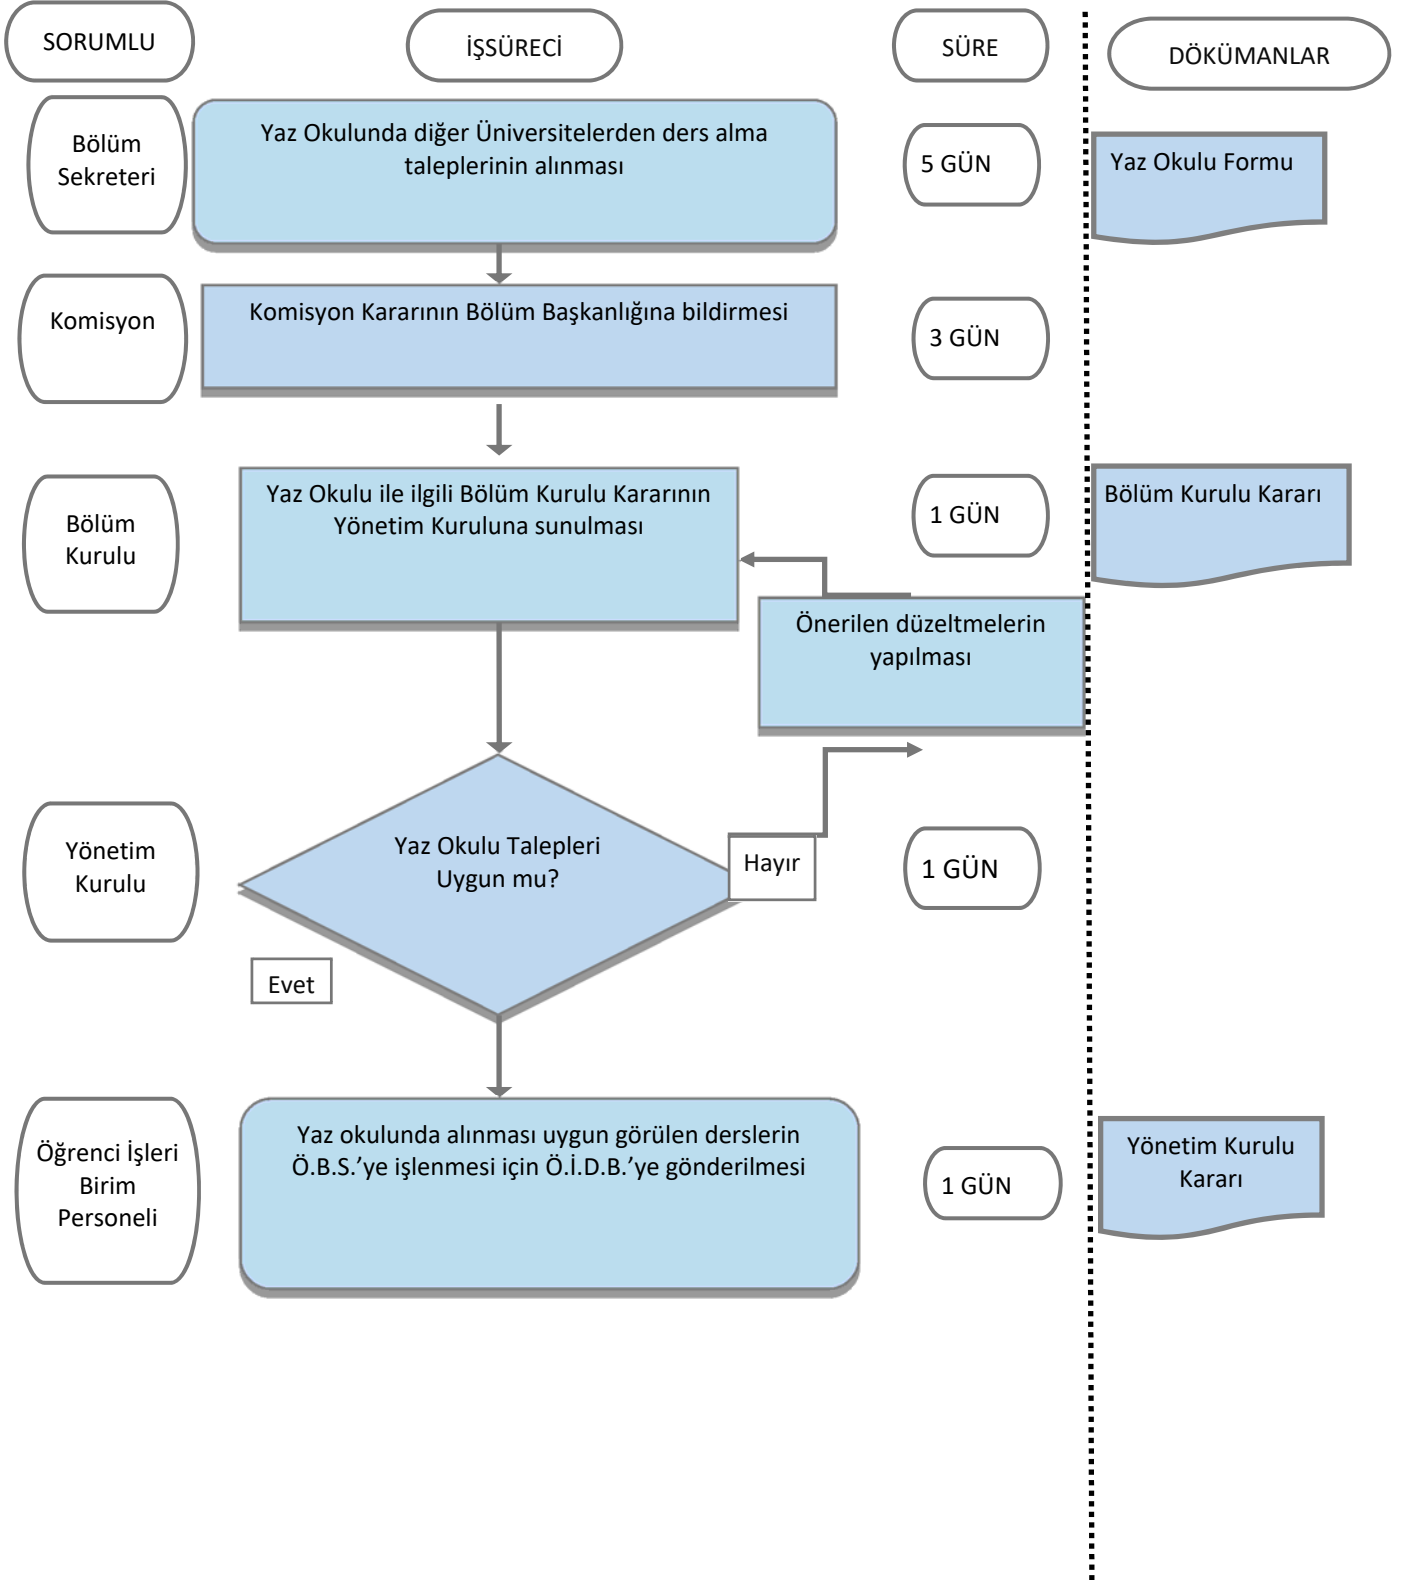 SORUMLU
İŞSÜRECİ
SÜRE
DÖKÜMANLAR
Bölüm
Sekreteri
Yaz Okulunda diğer Üniversitelerden ders alma
taleplerinin alınması
5 GÜN
Yaz Okulu Formu
Komisyon
Komisyon Kararının Bölüm Başkanlığına bildirmesi
3 GÜN
Bölüm
Kurulu
Yaz Okulu ile ilgili Bölüm Kurulu Kararının
Yönetim Kuruluna sunulması
1 GÜN
Bölüm Kurulu Kararı
Önerilen düzeltmelerin
yapılması
Yönetim
Kurulu
Yaz Okulu Talepleri
Uygun mu?
Hayır
1 GÜN
Evet
Öğrenci İşleri
Birim
Personeli
Yaz okulunda alınması uygun görülen derslerin
Ö.B.S.’ye işlenmesi için Ö.İ.D.B.’ye gönderilmesi
1 GÜN
Yönetim Kurulu
Kararı